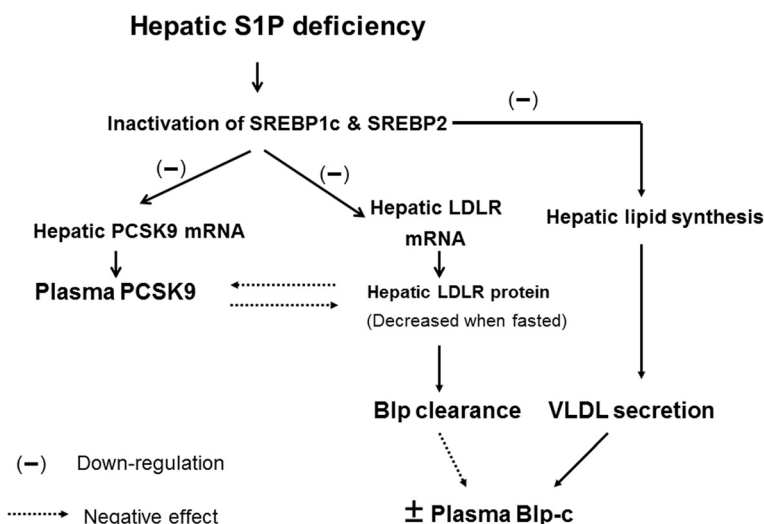 Hepatic S1P deficiency
(−)
Inactivation of SREBP1c & SREBP2
(−)
(−)
Hepatic PCSK9 mRNA
Hepatic LDLR
mRNA
Hepatic lipid synthesis
Plasma PCSK9
Hepatic LDLR protein
(Decreased when fasted)
Blp clearance
VLDL secretion
(−) Down-regulation
Negative effect
± Plasma Blp-c